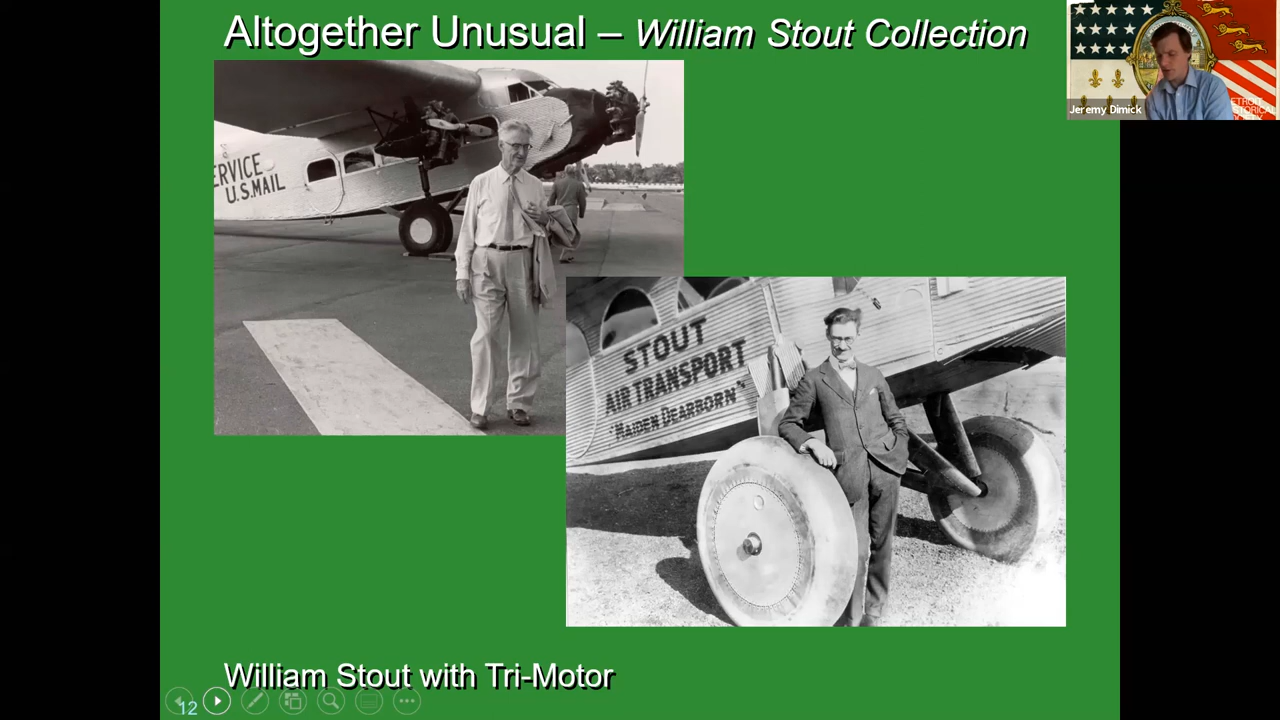 Altogether Unusual – William Stout Collection
Jeremy Dimick
ERVICE
U.S.MAIL
STOUT
AIR TRANSPORT
"MAIDEN DEARBORN"
William Stout with Tri-Motor
12